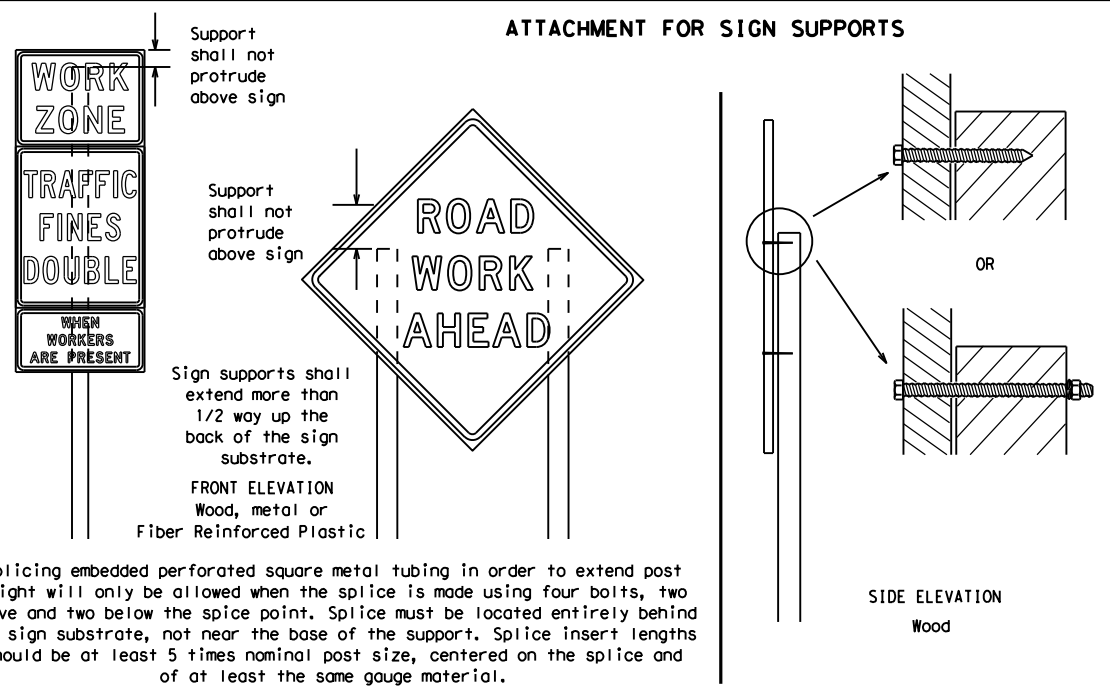 ATTACHMENT FOR SIGN SUPPORTS
Support
shall not
protrude
above sign
WORK
ZONE
TRAFFIC
FINES
DOUBLE
WHEN
WORKERS
ARE PRESENT
Support
shall not
protrude
above sign
ROAD
WORK
AHEAD
Sign supports shall
extend more than
1/2 way up the
back of the sign
substrate.
FRONT ELEVATION
Wood, metal or
Fiber Reinforced Plastic
OR
SIDE ELEVATION
Wood
plicing embedded perforated square metal tubing in order to extend post
ight will only be allowed when the splice is made using four bolts, two
ve and two below the spice point. Splice must be located entirely behind
sign substrate, not near the base of the support. Splice insert lengths
ould be at least 5 times nominal post size, centered on the splice and
of at least the same gauge material.